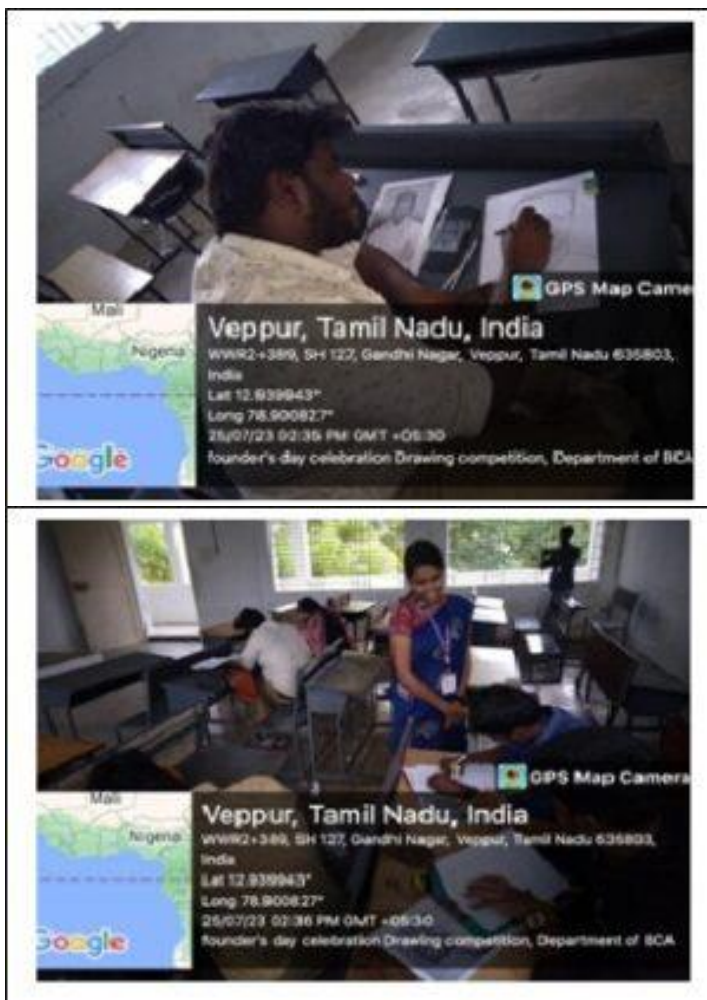 GPS Map Came
Mali
Nigeria
Google
Veppur, Tamil Nadu, India
WWR2+389, SH 127, Gandhi Nagar, Veppur, Tamil Nadu 635803,
India
Lat 12.939943°
Long 78.900827°
25/07/23 02:35 PM GMT +05:30
founder's day celebration Drawing competition, Department of BCA
GPS Map Camera
Mali
Nigeria
Google
Veppur, Tamil Nadu, India
WWR2+389, SH 127, Gandhi Nagar, Veppur, Tamil Nadu 635803,
India
Lat 12.939943°
Long 78.900827°
25/07/23 02:36 PM GMT +05:30
founder's day celebration Drawing competition, Department of BCA